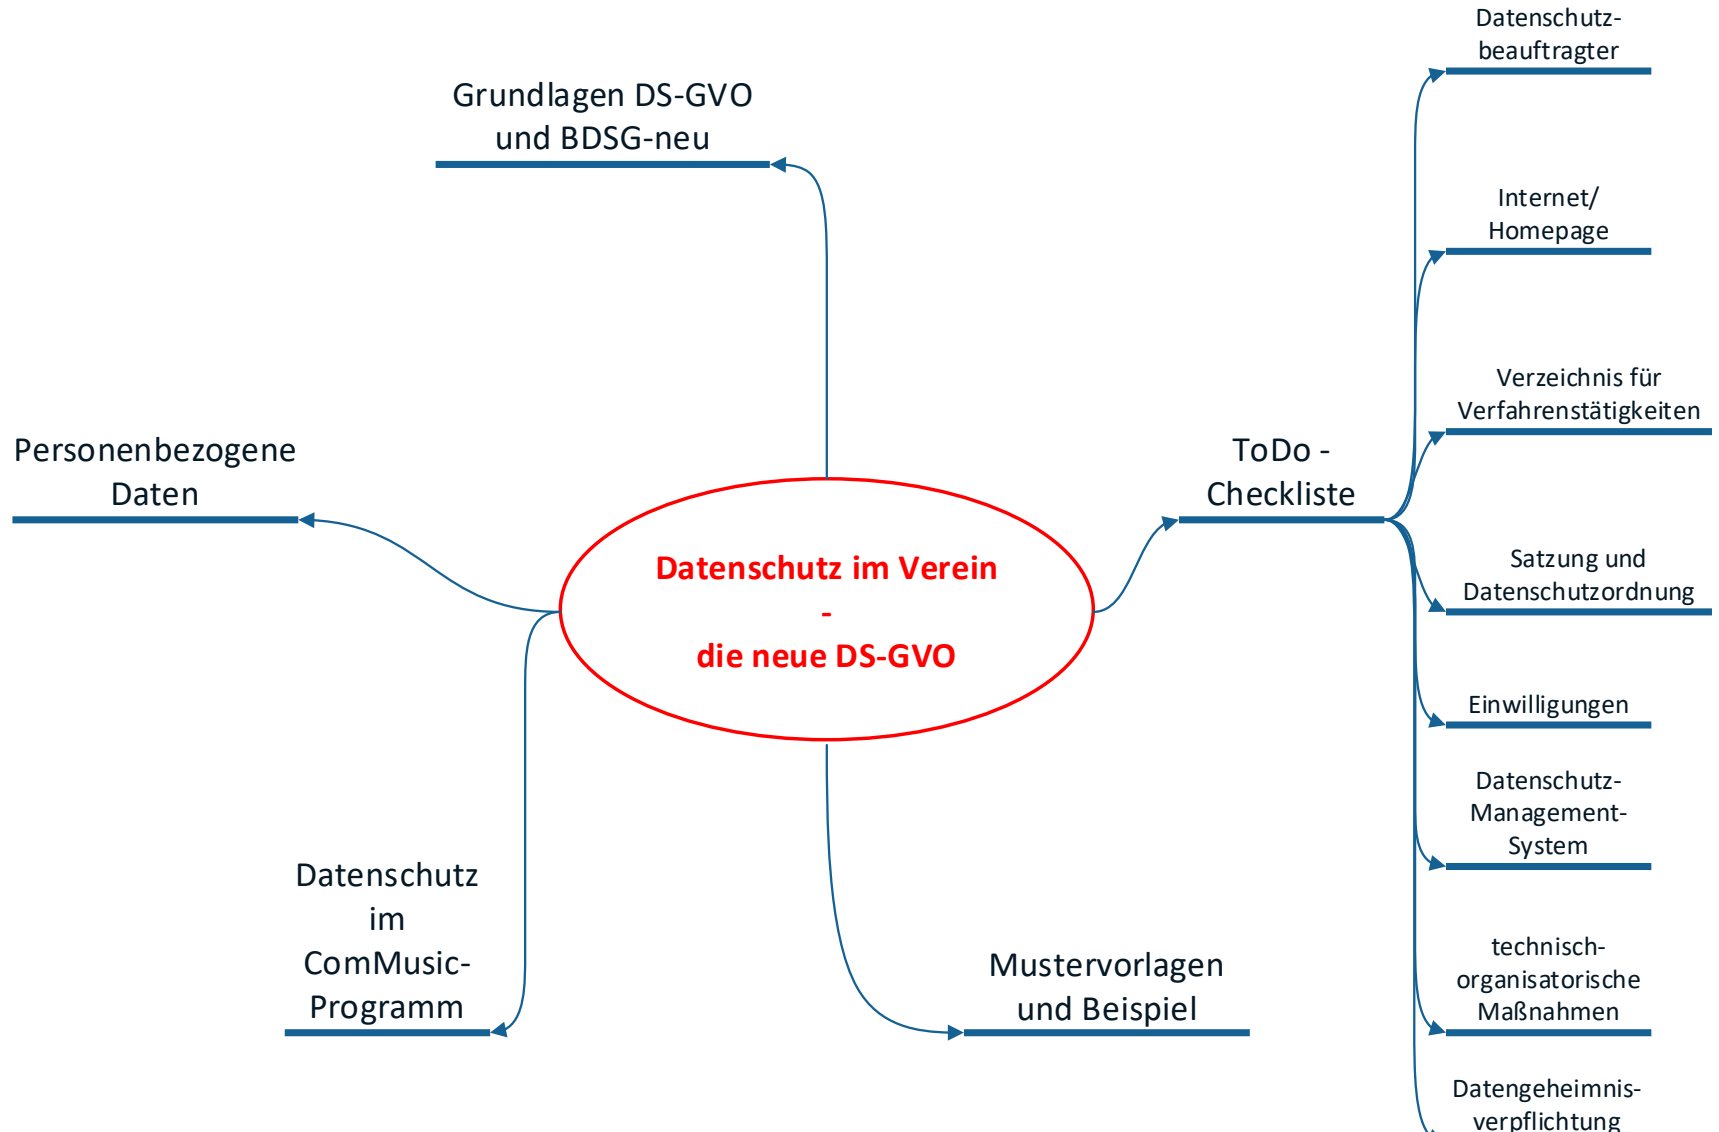 Grundlagen DS-GVO
und BDSG-neu
Personenbezogene
Daten
Datenschutz
im
ComMusic-
Programm
Datenschutz im Verein
-
die neue DS-GVO
Mustervorlagen
und Beispiel
ToDo -
Checkliste
Datenschutz-
beauftragter
Internet/
Homepage
Verzeichnis für
Verfahrenstätigkeiten
Satzung und
Datenschutzordnung
Einwilligungen
Datenschutz-
Management-
System
technisch-
organisatorische
Maßnahmen
Datengeheimnis-
verpflichtung